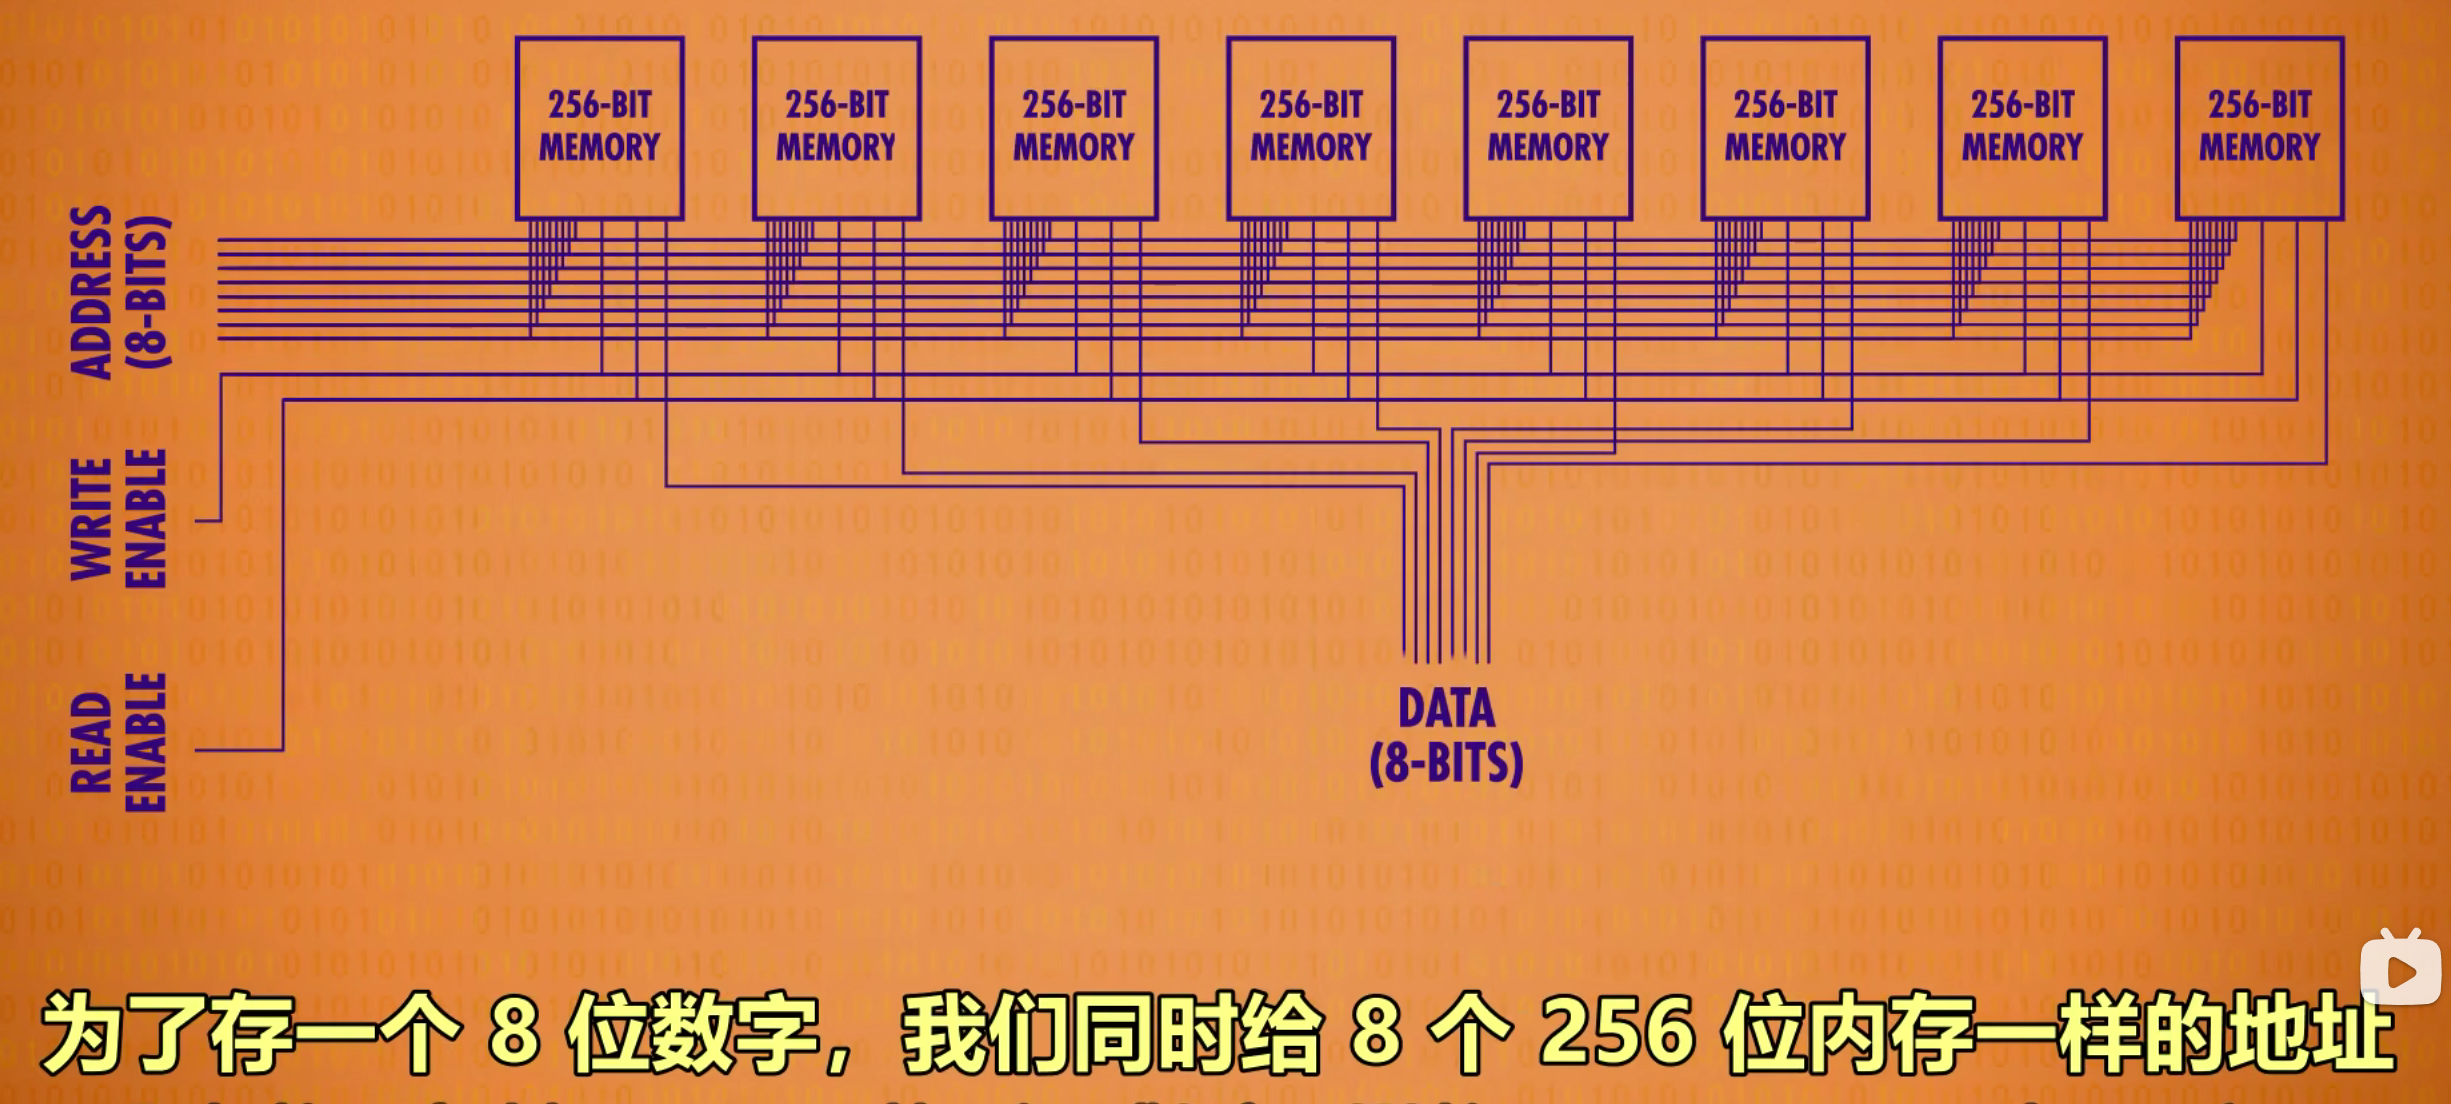 256-BIT
MEMORY
256-BIT
MEMORY
256-BIT
MEMORY
256-BIT
MEMORY
256-BIT
MEMORY
256-BIT
MEMORY
256-BIT
MEMORY
256-BIT
MEMORY
ADDRESS
(8-BITS)
WRITE
ENABLE
READ
ENABLE
DATA
(8-BITS)
为了存一个 8 位数字，我们同时给 8 个 256 位内存一样的地址